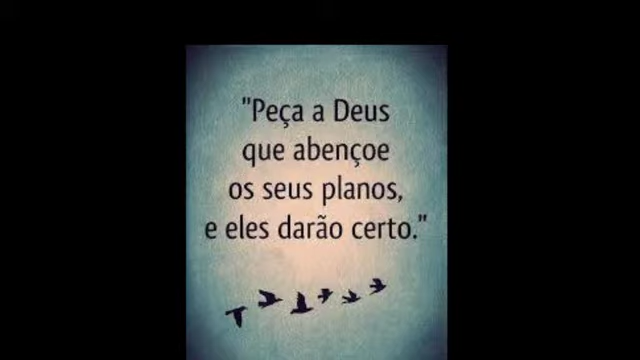 "Peça a Deus
que abençoe
os seus planos,
e eles darão certo."